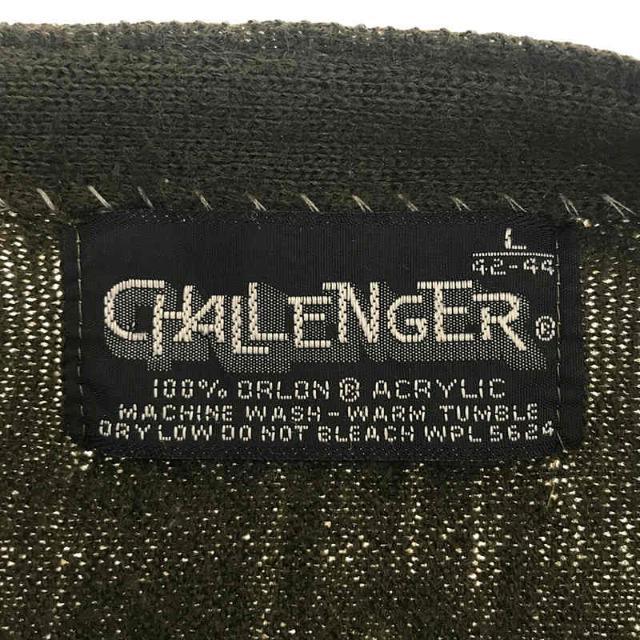 L
42-44
CHALLENGER ®
100% ORLON ® ACRYLIC
MACHINE WASH-WARM TUMBLE
DRY LOW DO NOT BLEACH WPL 5624